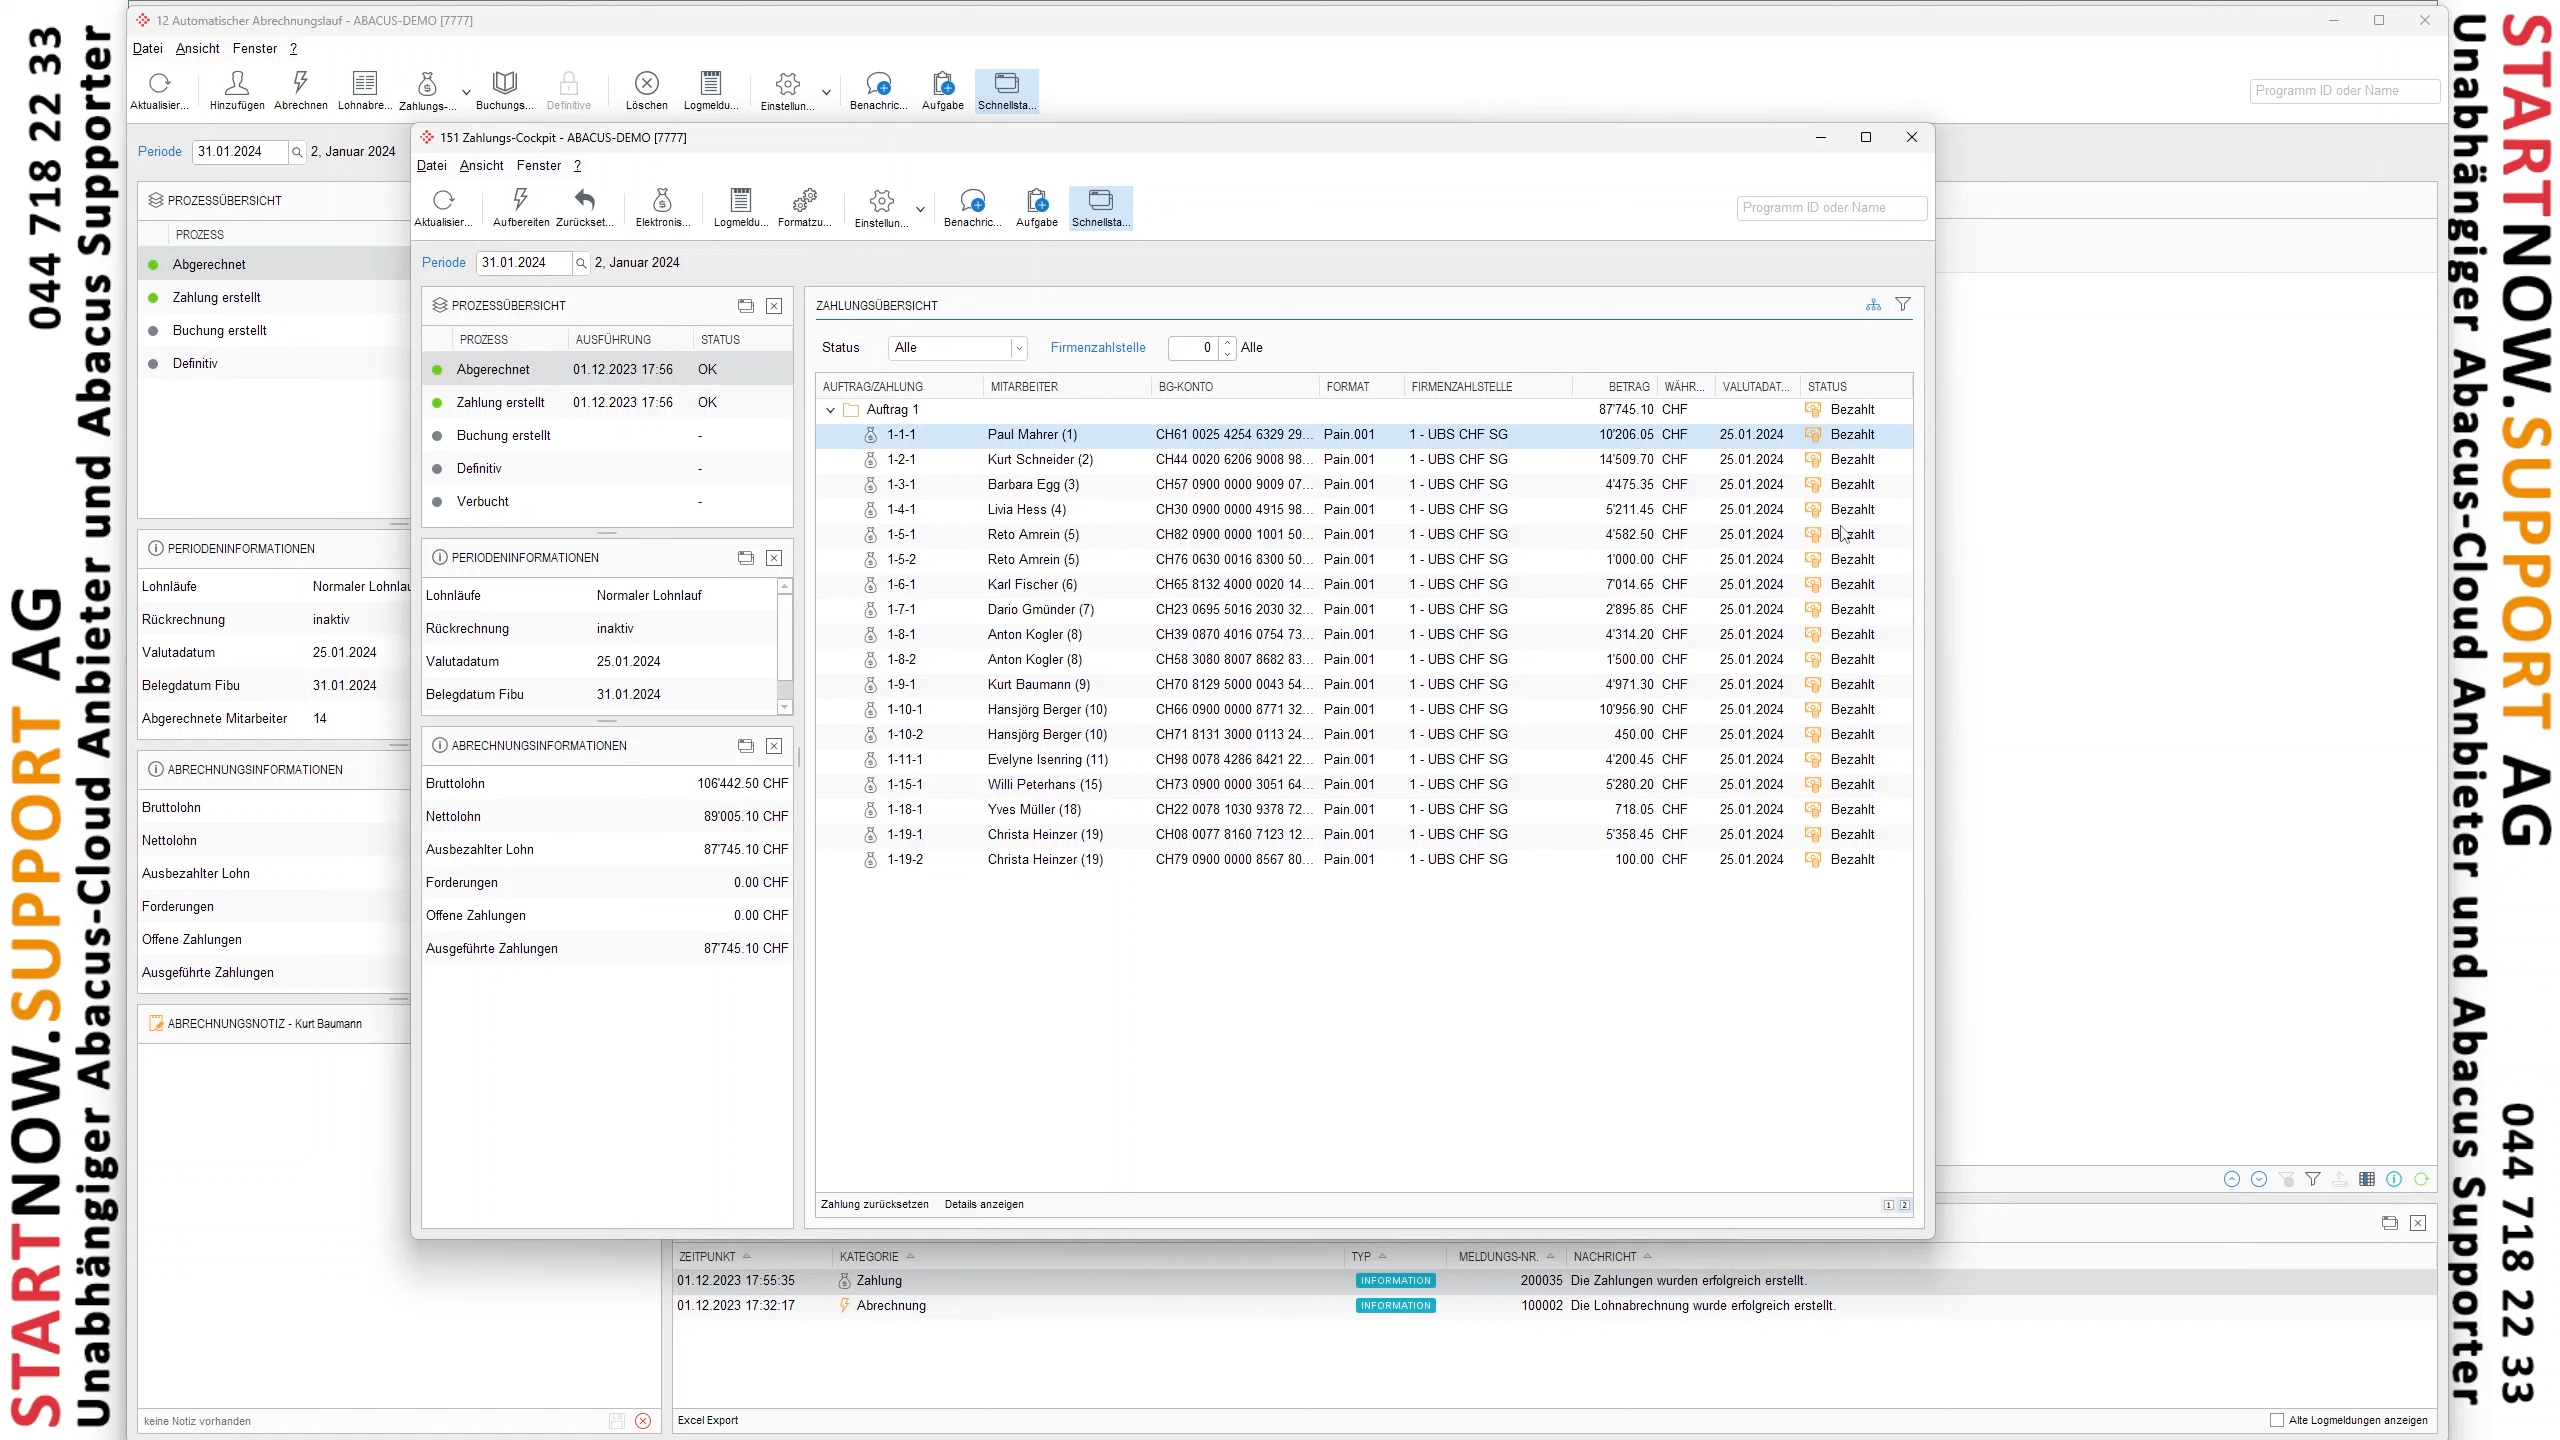 12 Automatischer Abrechnungslauf - ABACUS-DEMO [7777]
Datei Ansicht Fenster ?
Aktualisier... Hinzufügen Abrechnen Lohnabre... Zahlungs-... Buchungs... Definitive Löschen Logmeldu... Einstellun... Benachric... Aufgabe Schnellsta...
Programm ID oder Name
Periode 31.01.2024 2, Januar 2024
PROZESSÜBERSICHT
PROZESS
Abgerechnet
Zahlung erstellt
Buchung erstellt
Definitiv
PERIODENINFORMATIONEN
Lohnläufe Normaler Lohnlau
Rückrechnung inaktiv
Valutadatum 25.01.2024
Belegdatum Fibu 31.01.2024
Abgerechnete Mitarbeiter 14
ABRECHNUNGSINFORMATIONEN
Bruttolohn
Nettolohn
Ausbezahlter Lohn
Forderungen
Offene Zahlungen
Ausgeführte Zahlungen
ABRECHNUNGSNOTIZ - Kurt Baumann
keine Notiz vorhanden
151 Zahlungs-Cockpit - ABACUS-DEMO [7777]
Datei Ansicht Fenster ?
Aktualisier... Aufbereiten Zurückset... Elektronis... Logmeldu... Formatzu... Einstellun... Benachric... Aufgabe Schnellsta...
Programm ID oder Name
Periode 31.01.2024 2, Januar 2024
PROZESSÜBERSICHT
PROZESS AUSFÜHRUNG STATUS
Abgerechnet 01.12.2023 17:56 OK
Zahlung erstellt 01.12.2023 17:56 OK
Buchung erstellt -
Definitiv -
Verbucht -
PERIODENINFORMATIONEN
Lohnläufe Normaler Lohnlauf
Rückrechnung inaktiv
Valutadatum 25.01.2024
Belegdatum Fibu 31.01.2024
ABRECHNUNGSINFORMATIONEN
Bruttolohn 106'442.50 CHF
Nettolohn 89'005.10 CHF
Ausbezahlter Lohn 87'745.10 CHF
Forderungen 0.00 CHF
Offene Zahlungen 0.00 CHF
Ausgeführte Zahlungen 87'745.10 CHF
ZAHLUNGSÜBERSICHT
Status Alle Firmenzahlstelle 0 Alle
AUFTRAG/ZAHLUNG MITARBEITER BG-KONTO FORMAT FIRMENZAHLSTELLE BETRAG WÄHR... VALUTADAT... STATUS
Auftrag 1 87'745.10 CHF Bezahlt
1-1-1 Paul Mahrer (1) CH61 0025 4254 6329 29... Pain.001 1 - UBS CHF SG 10'206.05 CHF 25.01.2024 Bezahlt
1-2-1 Kurt Schneider (2) CH44 0020 6206 9008 98... Pain.001 1 - UBS CHF SG 14'509.70 CHF 25.01.2024 Bezahlt
1-3-1 Barbara Egg (3) CH57 0900 0000 9009 07... Pain.001 1 - UBS CHF SG 4'475.35 CHF 25.01.2024 Bezahlt
1-4-1 Livia Hess (4) CH30 0900 0000 4915 98... Pain.001 1 - UBS CHF SG 5'211.45 CHF 25.01.2024 Bezahlt
1-5-1 Reto Amrein (5) CH82 0900 0000 1001 50... Pain.001 1 - UBS CHF SG 4'582.50 CHF 25.01.2024 Bezahlt
1-5-2 Reto Amrein (5) CH76 0630 0016 8300 50... Pain.001 1 - UBS CHF SG 1'000.00 CHF 25.01.2024 Bezahlt
1-6-1 Karl Fischer (6) CH65 8132 4000 0020 14... Pain.001 1 - UBS CHF SG 7'014.65 CHF 25.01.2024 Bezahlt
1-7-1 Dario Gmünder (7) CH23 0695 5016 2030 32... Pain.001 1 - UBS CHF SG 2'895.85 CHF 25.01.2024 Bezahlt
1-8-1 Anton Kogler (8) CH39 0870 4016 0754 73... Pain.001 1 - UBS CHF SG 4'314.20 CHF 25.01.2024 Bezahlt
1-8-2 Anton Kogler (8) CH58 3080 8007 8682 83... Pain.001 1 - UBS CHF SG 1'500.00 CHF 25.01.2024 Bezahlt
1-9-1 Kurt Baumann (9) CH70 8129 5000 0043 54... Pain.001 1 - UBS CHF SG 4'971.30 CHF 25.01.2024 Bezahlt
1-10-1 Hansjörg Berger (10) CH66 0900 0000 8771 32... Pain.001 1 - UBS CHF SG 10'956.90 CHF 25.01.2024 Bezahlt
1-10-2 Hansjörg Berger (10) CH71 8131 3000 0113 24... Pain.001 1 - UBS CHF SG 450.00 CHF 25.01.2024 Bezahlt
1-11-1 Evelyne Isenring (11) CH98 0078 4286 8421 22... Pain.001 1 - UBS CHF SG 4'200.45 CHF 25.01.2024 Bezahlt
1-15-1 Willi Peterhans (15) CH73 0900 0000 3051 64... Pain.001 1 - UBS CHF SG 5'280.20 CHF 25.01.2024 Bezahlt
1-18-1 Yves Müller (18) CH22 0078 1030 9378 72... Pain.001 1 - UBS CHF SG 718.05 CHF 25.01.2024 Bezahlt
1-19-1 Christa Heinzer (19) CH08 0077 8160 7123 12... Pain.001 1 - UBS CHF SG 5'358.45 CHF 25.01.2024 Bezahlt
1-19-2 Christa Heinzer (19) CH79 0900 0000 8567 80... Pain.001 1 - UBS CHF SG 100.00 CHF 25.01.2024 Bezahlt
Zahlung zurücksetzen Details anzeigen 1 2
ZEITPUNKT KATEGORIE TYP MELDUNGS-NR. NACHRICHT
01.12.2023 17:55:35 Zahlung INFORMATION 200035 Die Zahlungen wurden erfolgreich erstellt.
01.12.2023 17:32:17 Abrechnung INFORMATION 100002 Die Lohnabrechnung wurde erfolgreich erstellt.
Excel Export Alte Logmeldungen anzeigen
STARTNOW.SUPPORT AG 044 718 22 33
Unabhängiger Abacus-Cloud Anbieter und Abacus Supporter
STARTNOW.SUPPORT AG 044 718 22 33
Unabhängiger Abacus-Cloud Anbieter und Abacus Supporter